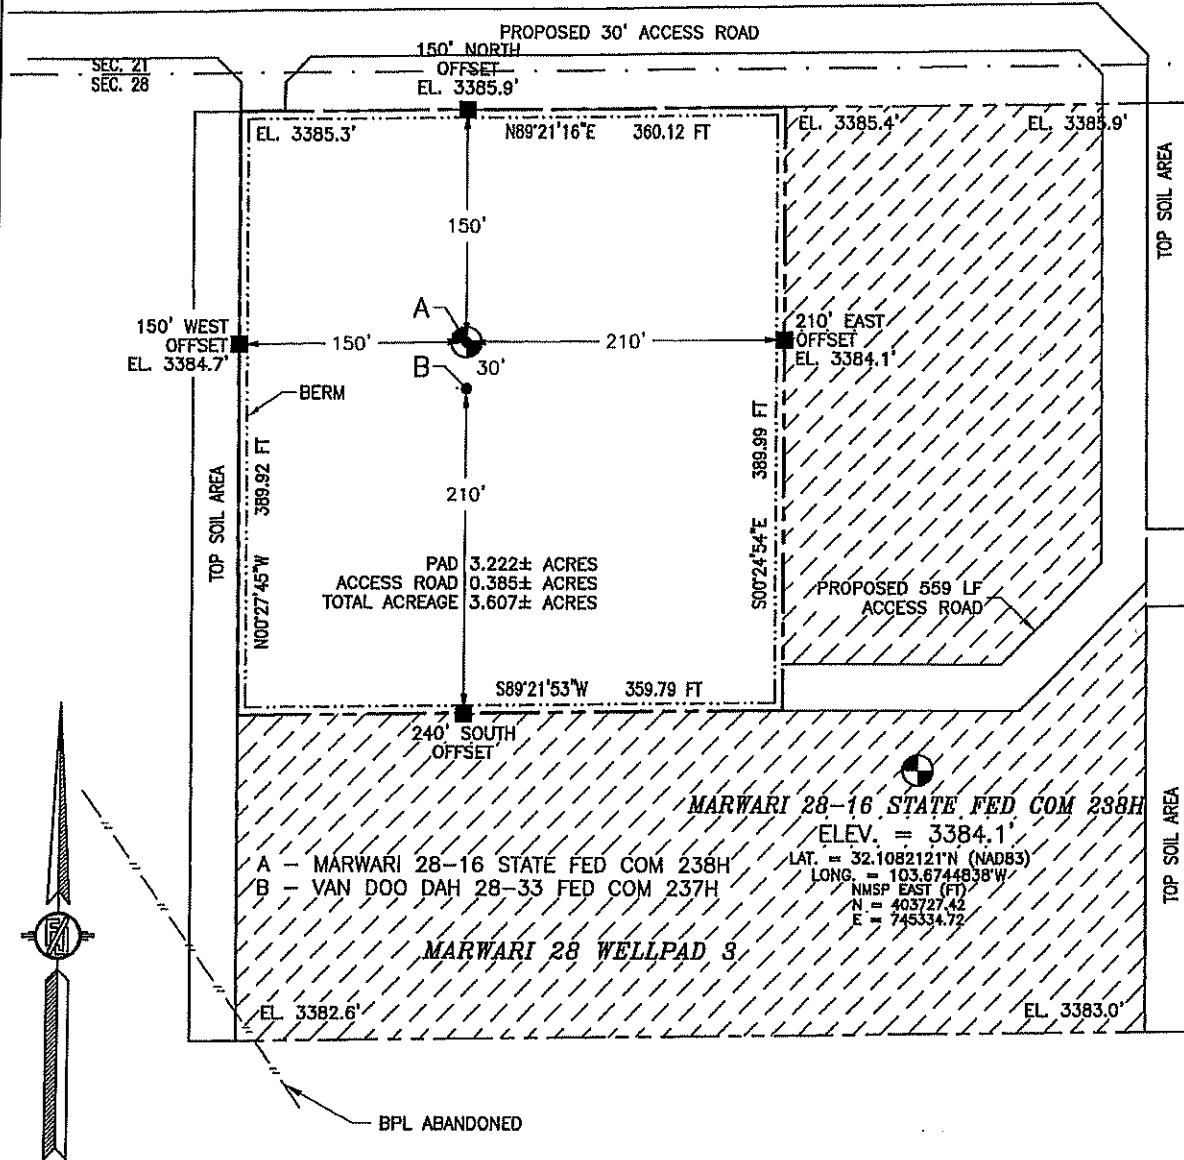 PROPOSED 30' ACCESS ROAD
SEC. 21
SEC. 28
150' NORTH
OFFSET
EL. 3385.9'
EL. 3385.3'
N89°21'16"E 360.12 FT
EL. 3385.4'
EL. 3385.9'
TOP SOIL AREA
150'
A
150' WEST
OFFSET
EL. 3384.7'
150'
210'
210' EAST
OFFSET
EL. 3384.1'
B
30'
BERM
389.92 FT
N00°27'45"W
TOP SOIL AREA
389.99 FT
S00°24'54"E
210'
PAD 3.222± ACRES
ACCESS ROAD 0.385± ACRES
TOTAL ACREAGE 3.607± ACRES
PROPOSED 559 LF
ACCESS ROAD
S89°21'53"W 359.79 FT
240' SOUTH
OFFSET
MARWARI 28-16 STATE FED COM 238H
ELEV. = 3384.1'
LAT. = 32.1082121°N (NAD83)
LONG. = 103.6744838°W
NMSP EAST (FT)
N = 403727.42
E = 745334.72
TOP SOIL AREA
A - MARWARI 28-16 STATE FED COM 238H
B - VAN DOO DAH 28-33 FED COM 237H
MARWARI 28 WELLPAD 3
EL. 3382.6'
EL. 3383.0'
BPL ABANDONED